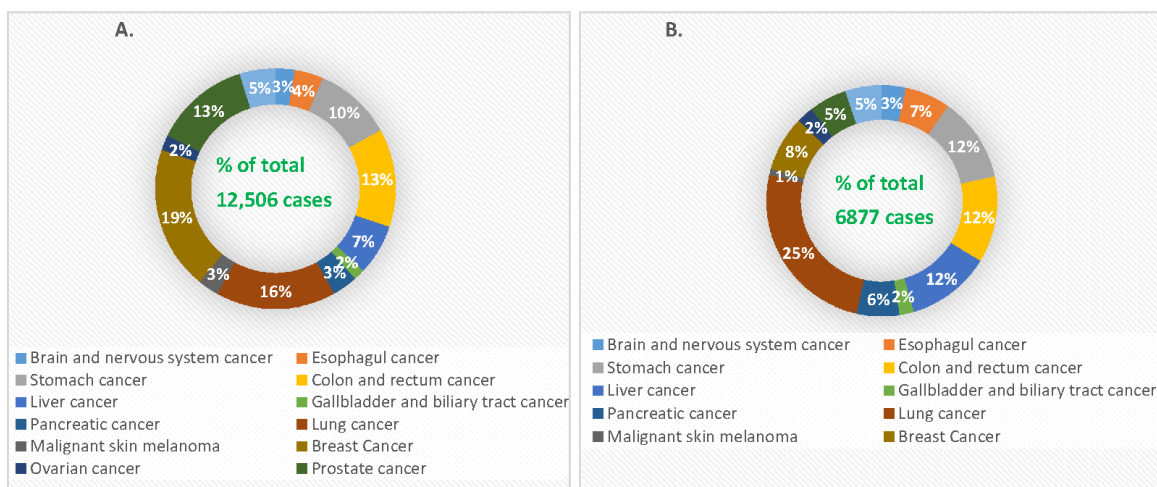 A.
5%
3%
4%
10%
13%
7%
2%
3%
16%
3%
19%
2%
13%
% of total
12,506 cases
Brain and nervous system cancer
Esophagul cancer
Stomach cancer
Colon and rectum cancer
Liver cancer
Gallbladder and biliary tract cancer
Pancreatic cancer
Lung cancer
Malignant skin melanoma
Breast Cancer
Ovarian cancer
Prostate cancer
B.
5%
3%
7%
12%
12%
12%
2%
6%
25%
1%
8%
2%
5%
% of total
6877 cases
Brain and nervous system cancer
Esophagul cancer
Stomach cancer
Colon and rectum cancer
Liver cancer
Gallbladder and biliary tract cancer
Pancreatic cancer
Lung cancer
Malignant skin melanoma
Breast Cancer